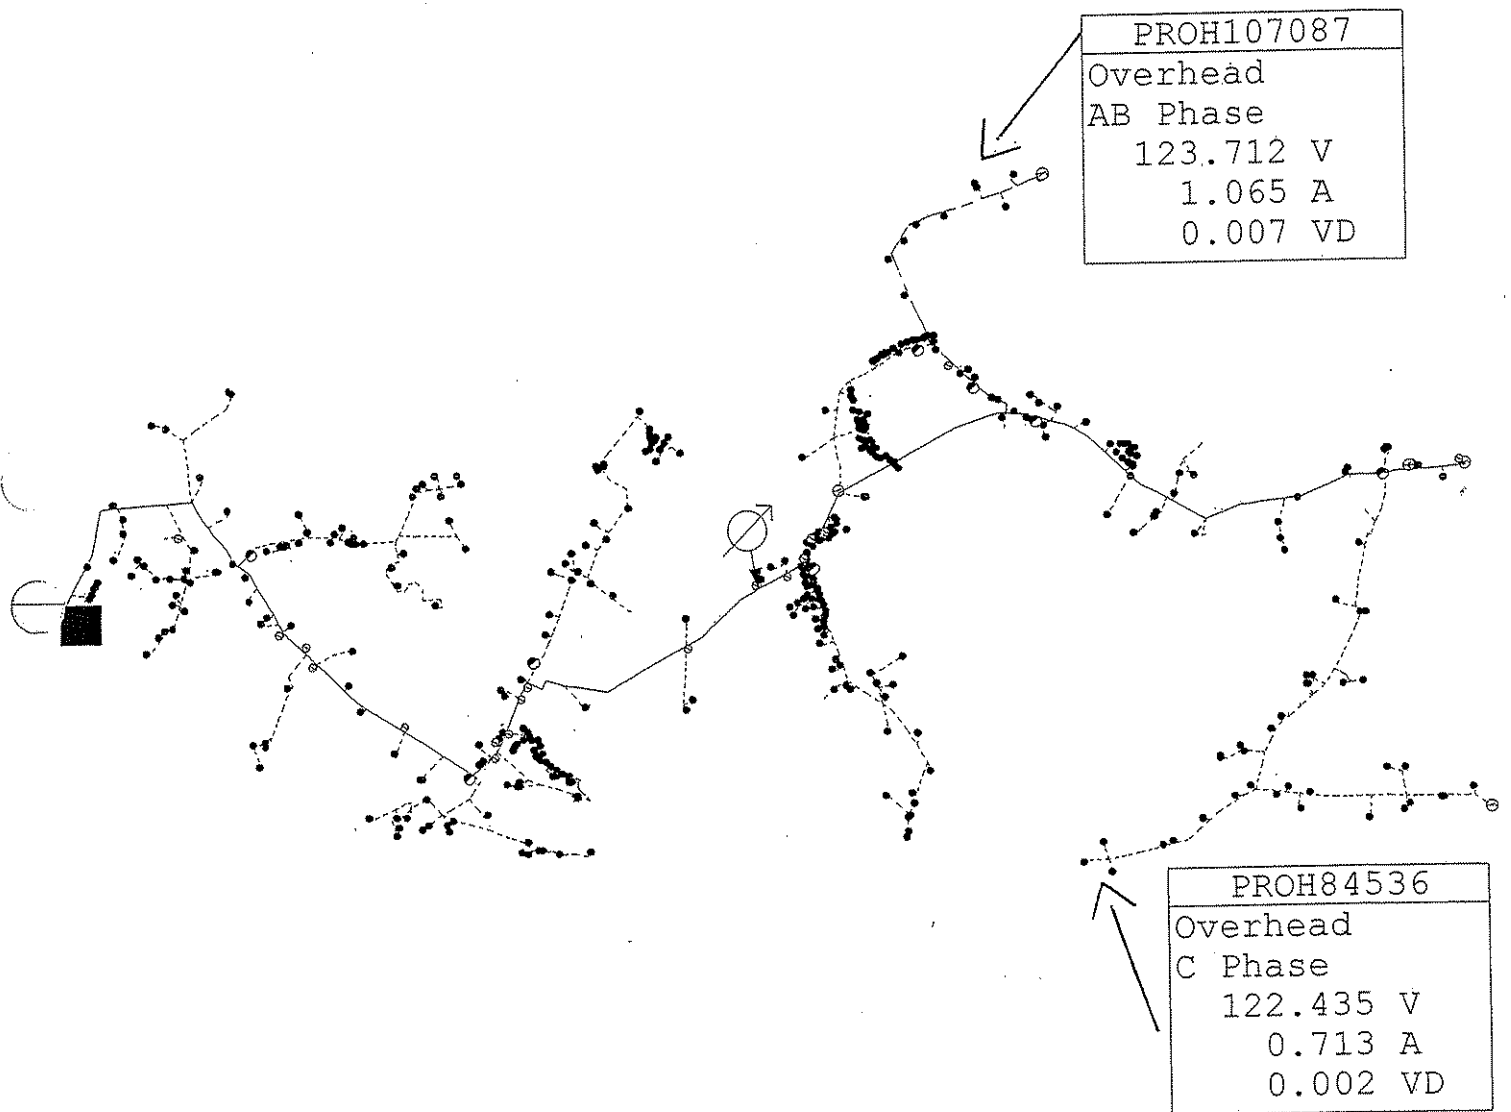 PROH107087
Overhead
AB Phase
123.712 V
1.065 A
0.007 VD
PROH84536
Overhead
C Phase
122.435 V
0.713 A
0.002 VD